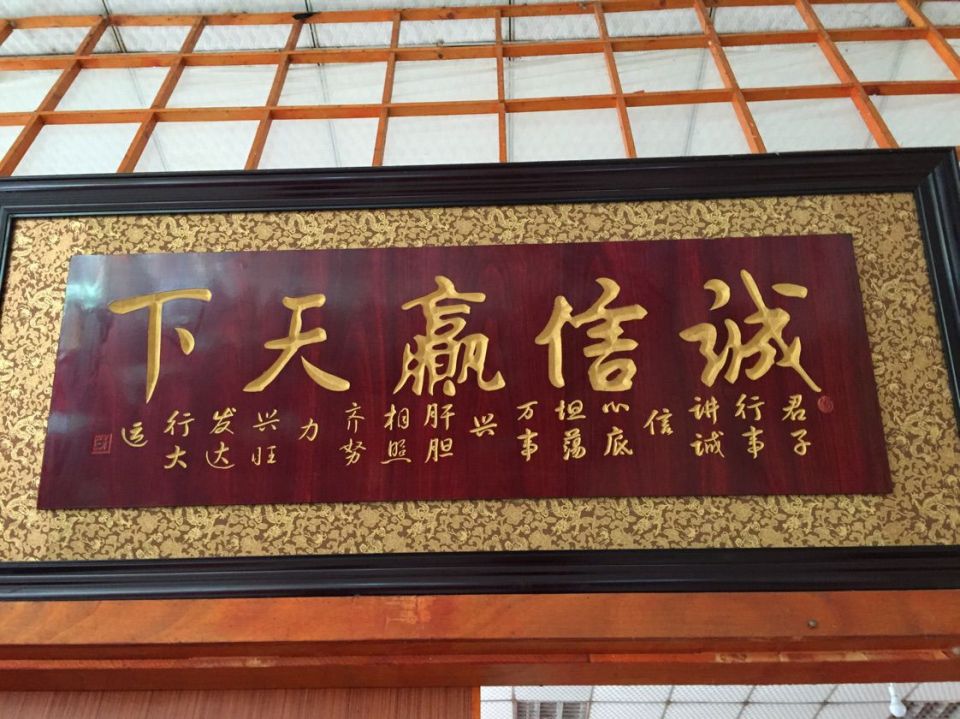 诚信赢天下
君子
行事
讲诚
信
心底
坦荡
万事
兴
肝胆
相照
齐努
力
兴旺
发达
行大
运